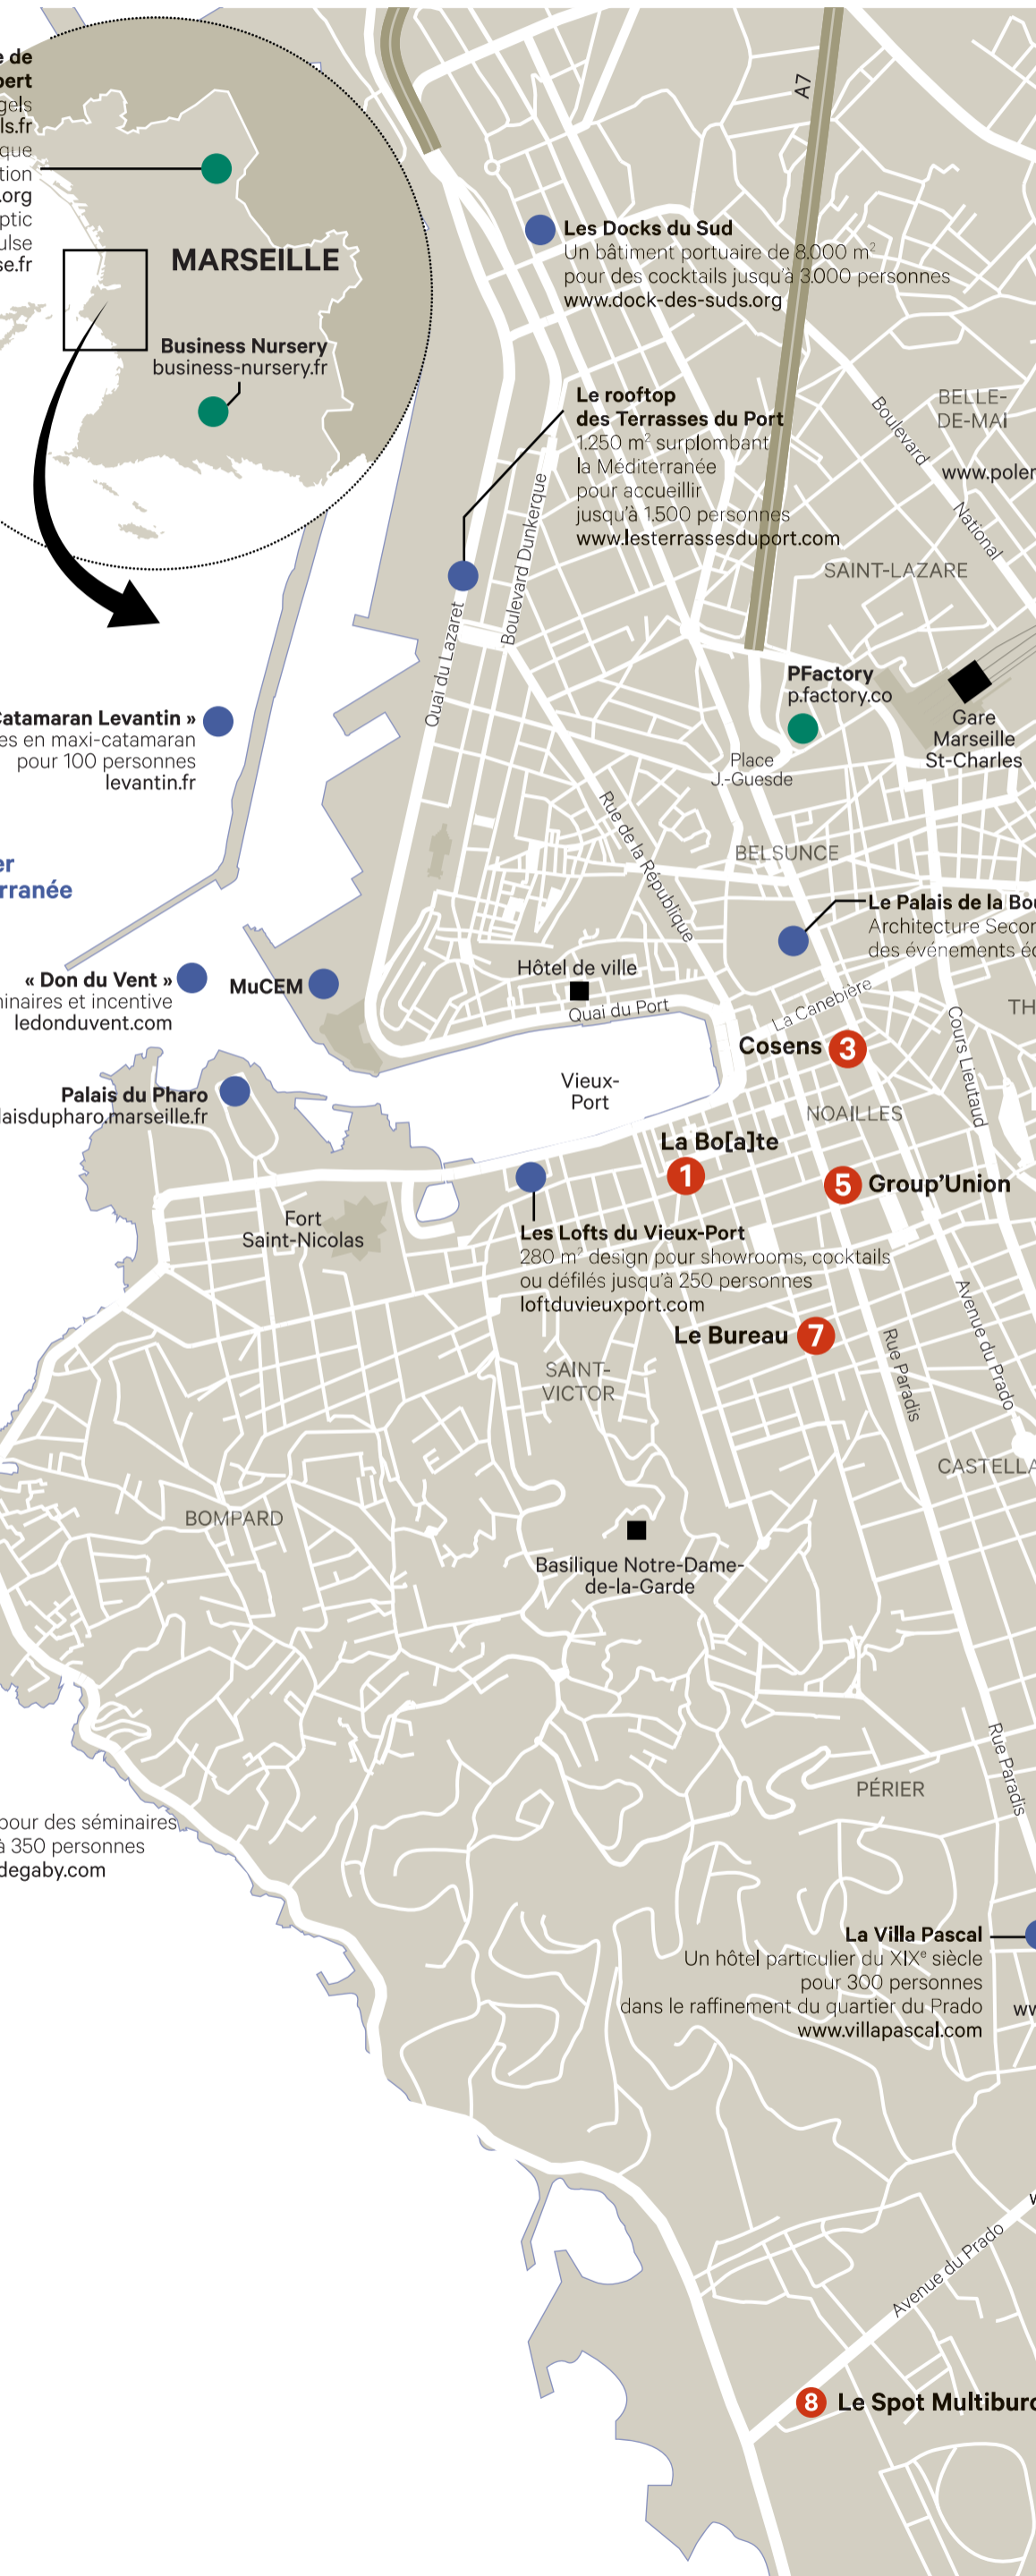 de
bert
gels
ls.fr
que
tion
.org
ptic
ulse
se.fr
MARSEILLE
Business Nursery
business-nursery.fr
A7
Les Docks du Sud
Un bâtiment portuaire de 8.000 m²
pour des cocktails jusqu'à 3.000 personnes
www.dock-des-suds.org
Le rooftop
des Terrasses du Port
1.250 m² surplombant
la Méditerranée
pour accueillir
jusqu'à 1.500 personnes
www.lesterrassesduport.com
Boulevard
National
BELLE-
DE-MAI
www.poler
SAINT-LAZARE
Boulevard Dunkerque
Quai du Lazaret
PFactory
p.factory.co
Gare
Marseille
St-Charles
Place
J.-Guesde
Catamaran Levantin »
es en maxi-catamaran
pour 100 personnes
levantin.fr
er
rranée
Rue de la République
BELSUNCE
Le Palais de la Bou
Architecture Secon
des événements éc
« Don du Vent »
minaires et incentive
ledonduvent.com
MuCEM
Hôtel de ville
Quai du Port
La Canebière
TH
Cosens 3
Cours Lieutaud
Vieux-
Port
NOAILLES
Palais du Pharo
laisdupharo.marseille.fr
La Bo[a]te
1
5 Group'Union
Fort
Saint-Nicolas
Les Lofts du Vieux-Port
280 m² design pour showrooms, cocktails
ou défilés jusqu'à 250 personnes
loftduvieuxport.com
Le Bureau 7
Avenue du Prado
Rue Paradis
SAINT-
VICTOR
CASTELLA
BOMPARD
Basilique Notre-Dame-
de-la-Garde
Rue Paradis
PÉRIER
pour des séminaires
à 350 personnes
degaby.com
La Villa Pascal
Un hôtel particulier du XIXe siècle
pour 300 personnes
dans le raffinement du quartier du Prado
www.villapascal.com
ww
Avenue du Prado
8 Le Spot Multiburo